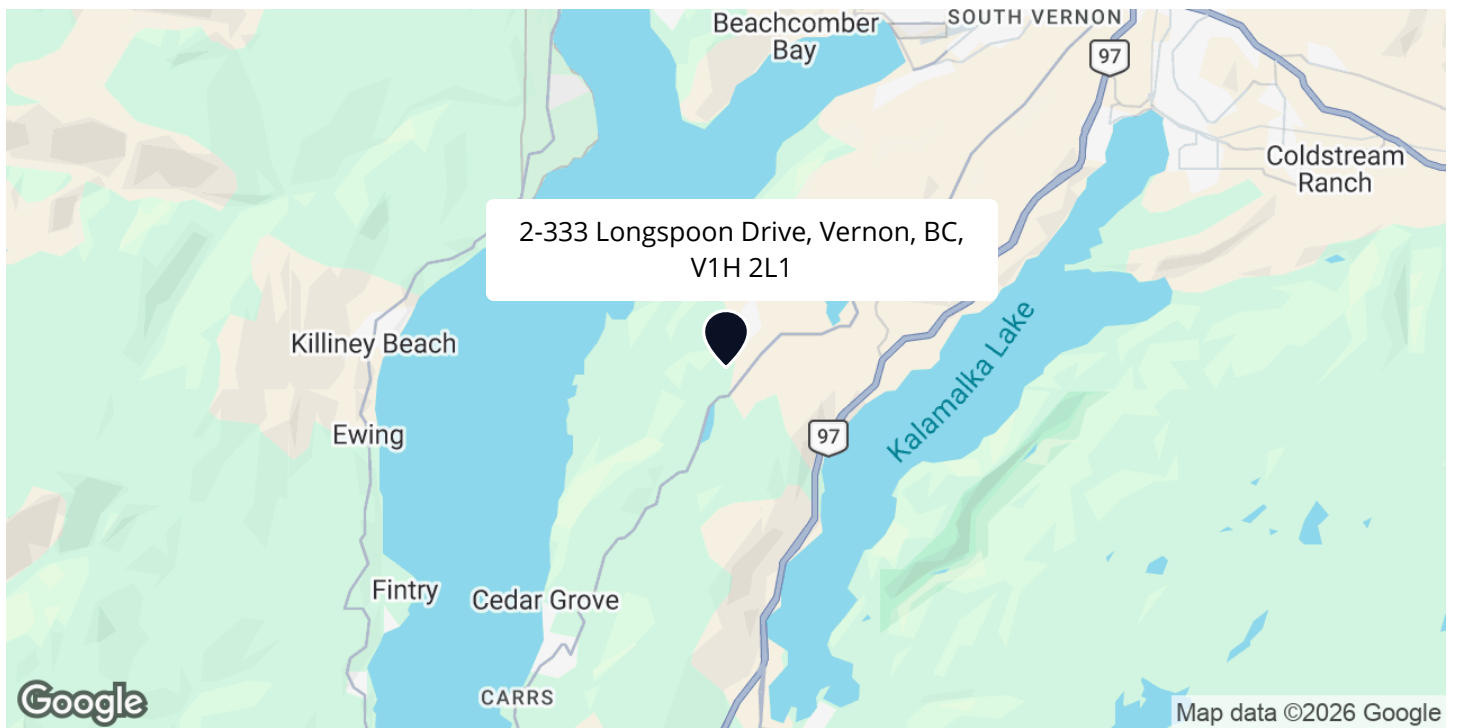 Beachcomber
Bay
SOUTH VERNON
97
Coldstream
Ranch
2-333 Longspoon Drive, Vernon, BC,
V1H 2L1
Killiney Beach
Kalamalka Lake
Ewing
97
Fintry
Cedar Grove
CARRS
Google
Map data ©2026 Google